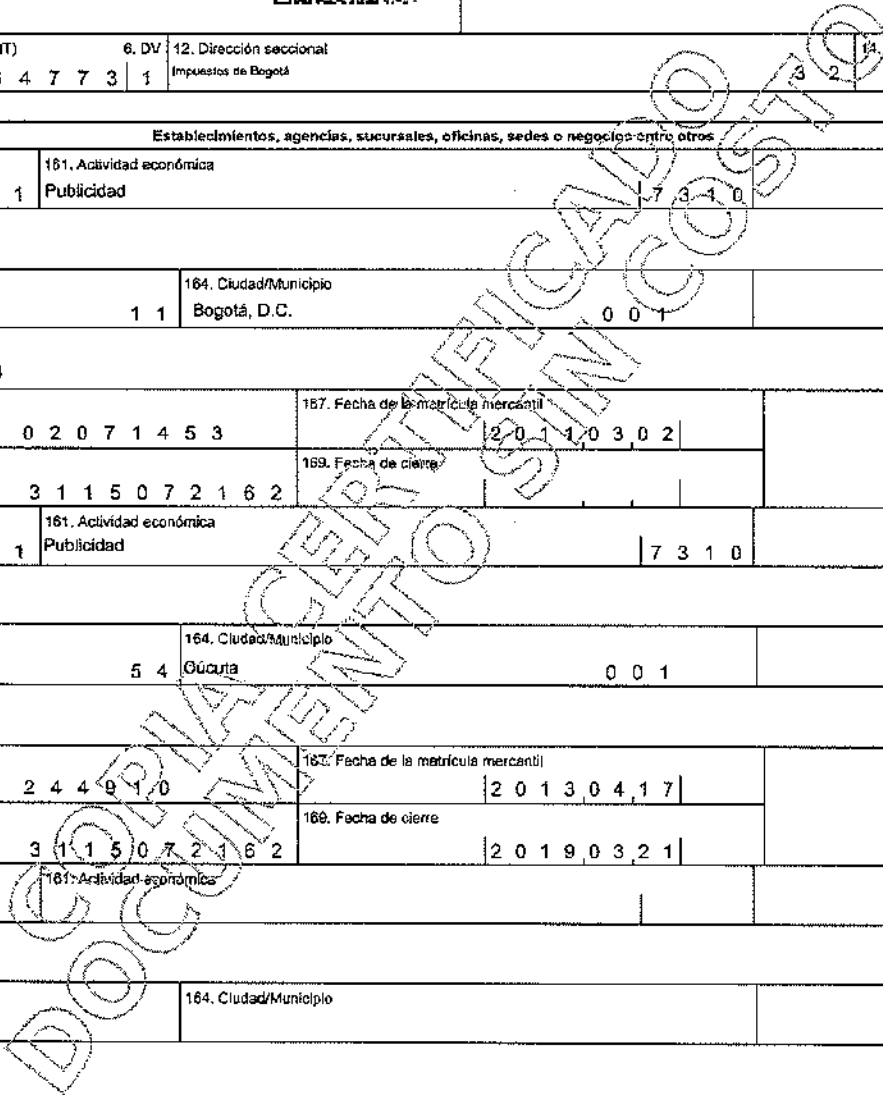 IT) 6. DV 12. Dirección seccional 14.
6 4 7 7 3 1 Impuestos de Bogotá 3 2
Establecimientos, agencias, sucursales, oficinas, sedes o negocios entre otros
161. Actividad económica
1 Publicidad 7 3 1 0
164. Ciudad/Municipio
1 1 Bogotá, D.C. 0 0 1
167. Fecha de la matrícula mercantil
0 2 0 7 1 4 5 3 2 0 1 1 0 3 0 2
169. Fecha de cierre
3 1 1 5 0 7 2 1 6 2
161. Actividad económica
1 Publicidad 7 3 1 0
164. Ciudad/Municipio
5 4 Cúcuta 0 0 1
167. Fecha de la matrícula mercantil
2 4 4 9 1 0 2 0 1 3 0 4 1 7
169. Fecha de cierre
3 1 1 5 0 7 2 1 6 2 2 0 1 9 0 3 2 1
161. Actividad económica
164. Ciudad/Municipio
COPIA CERTIFICADO
DOCUMENTO SIN COSTO